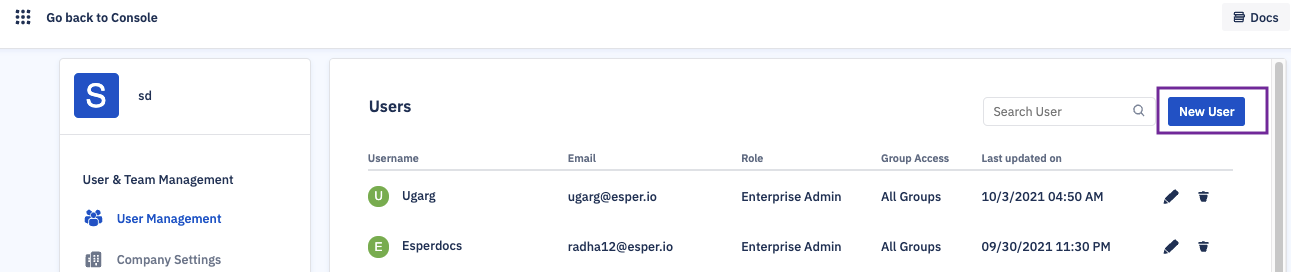 Go back to Console
Docs
S
sd
User & Team Management
User Management
Company Settings
Users
Search User
New User
Username Email Role Group Access Last updated on
U Ugarg ugarg@esper.io Enterprise Admin All Groups 10/3/2021 04:50 AM
E Esperdocs radha12@esper.io Enterprise Admin All Groups 09/30/2021 11:30 PM